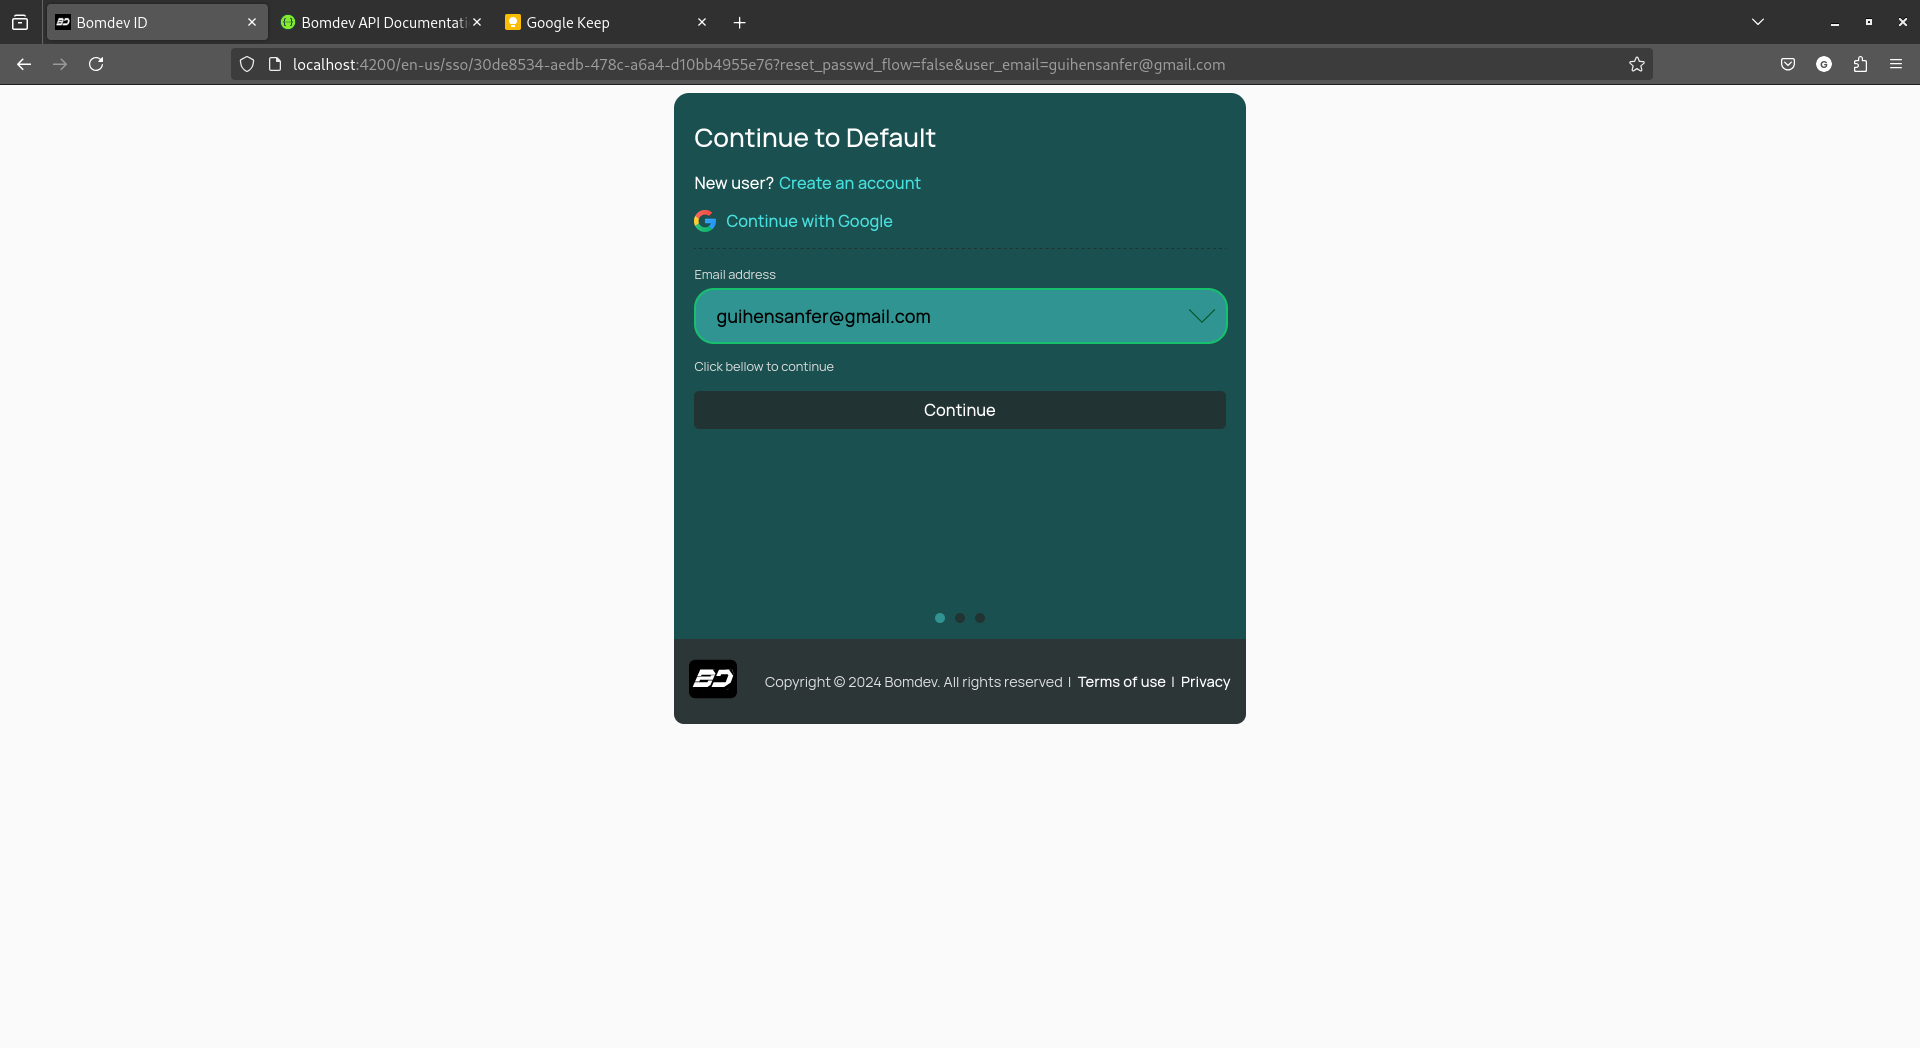 Bomdev ID
Bomdev API Documentati
Google Keep
localhost:4200/en-us/sso/30de8534-aedb-478c-a6a4-d10bb4955e76?reset_passwd_flow=false&user_email=guihensanfer@gmail.com
G
Continue to Default
New user? Create an account
Continue with Google
Email address
guihensanfer@gmail.com
Click bellow to continue
Continue
BD Copyright © 2024 Bomdev. All rights reserved | Terms of use | Privacy